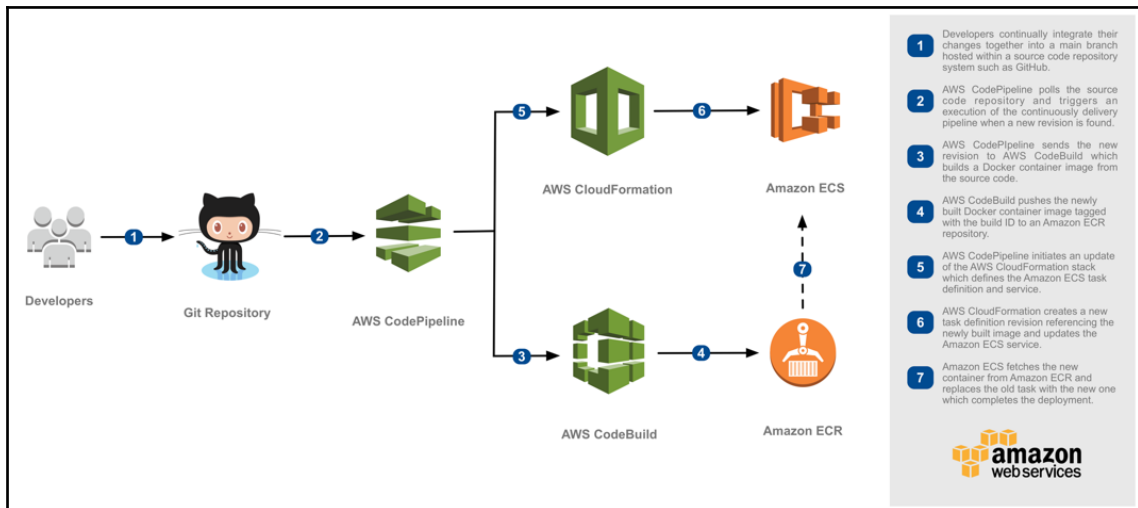 5
6
AWS CloudFormation
Amazon ECS
1
2
7
Developers
Git Repository
AWS CodePipeline
3
4
AWS CodeBuild
Amazon ECR
1
Developers continually integrate their
changes together into a main branch
hosted within a source code repository
system such as GitHub.
2
AWS CodePipeline polls the source
code repository and triggers an
execution of the continuously delivery
pipeline when a new revision is found.
3
AWS CodePIpeline sends the new
revision to AWS CodeBuild which
builds a Docker container image from
the source code.
4
AWS CodeBuild pushes the newly
built Docker container image tagged
with the build ID to an Amazon ECR
repository.
5
AWS CodePipeline initiates an update
of the AWS CloudFormation stack
which defines the Amazon ECS task
definition and service.
6
AWS CloudFormation creates a new
task definition revision referencing the
newly built image and updates the
Amazon ECS service.
7
Amazon ECS fetches the new
container from Amazon ECR and
replaces the old task with the new one
which completes the deployment.
amazon
web services